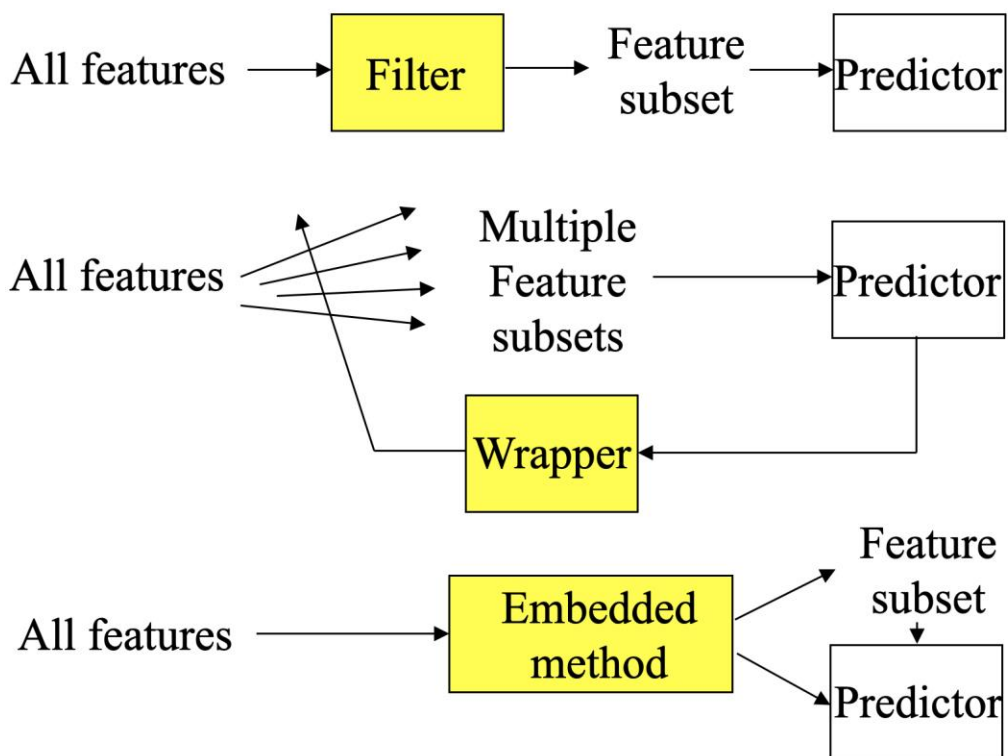 All features
Filter
Feature
subset
Predictor
All features
Multiple
Feature
subsets
Predictor
Wrapper
All features
Embedded
method
Feature
subset
Predictor